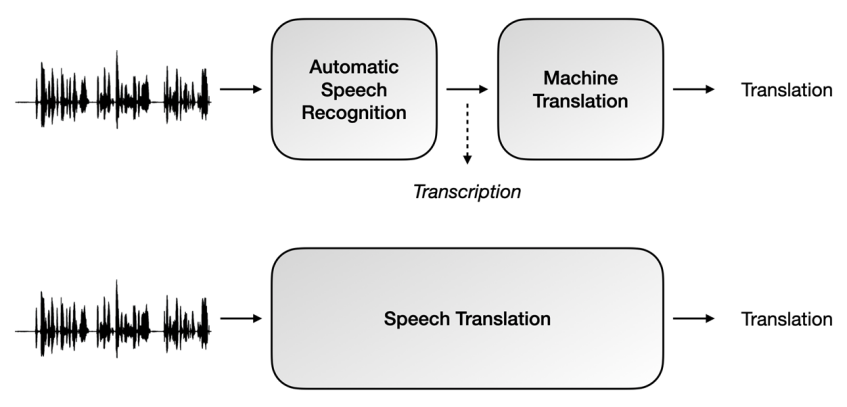 Automatic
Speech
Recognition
Machine
Translation
Translation
Transcription
Speech Translation
Translation